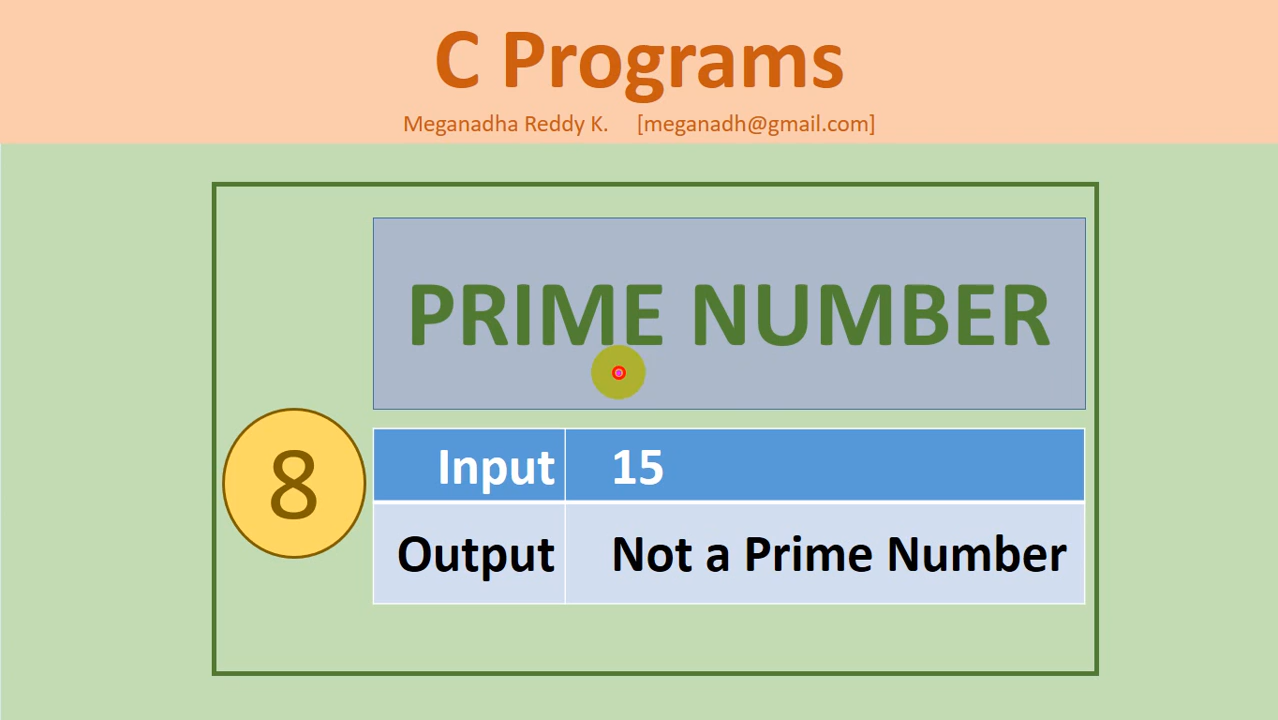 C Programs
Meganadha Reddy K. [meganadh@gmail.com]
PRIME NUMBER
8
Input 15
Output Not a Prime Number